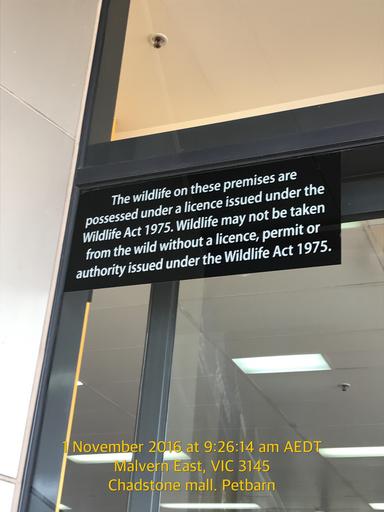 The wildlife on these premises are
possessed under a licence issued under the
Wildlife Act 1975. Wildlife may not be taken
from the wild without a licence, permit or
authority issued under the Wildlife Act 1975.
1 November 2016 at 9:26:14 am AEDT
Malvern East, VIC 3145
Chadstone mall. Petbarn